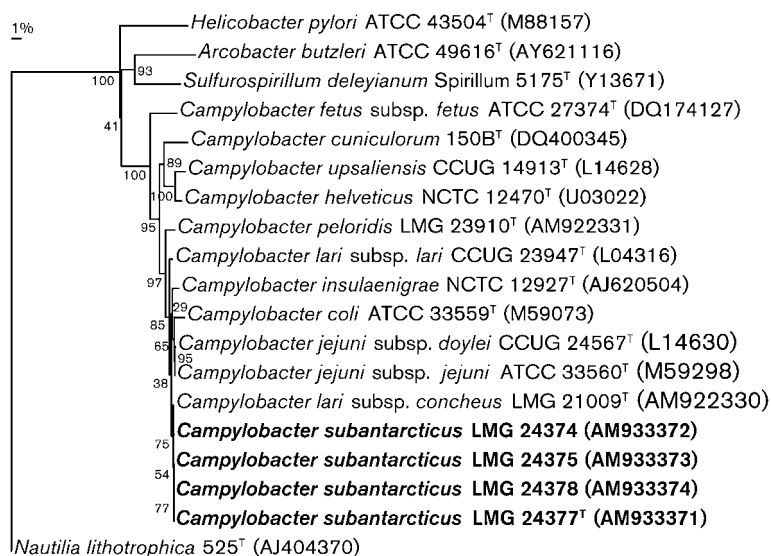 1%
Helicobacter pylori ATCC 43504ᵀ (M88157)
Arcobacter butzleri ATCC 49616ᵀ (AY621116)
93
Sulfurospirillum deleyianum Spirillum 5175ᵀ (Y13671)
100
Campylobacter fetus subsp. fetus ATCC 27374ᵀ (DQ174127)
41
Campylobacter cuniculorum 150Bᵀ (DQ400345)
89
100
Campylobacter upsaliensis CCUG 14913ᵀ (L14628)
100
Campylobacter helveticus NCTC 12470ᵀ (U03022)
95
Campylobacter peloridis LMG 23910ᵀ (AM922331)
Campylobacter lari subsp. lari CCUG 23947ᵀ (L04316)
97
Campylobacter insulaenigrae NCTC 12927ᵀ (AJ620504)
29
Campylobacter coli ATCC 33559ᵀ (M59073)
85
Campylobacter jejuni subsp. doylei CCUG 24567ᵀ (L14630)
65
95
Campylobacter jejuni subsp. jejuni ATCC 33560ᵀ (M59298)
38
Campylobacter lari subsp. concheus LMG 21009ᵀ (AM922330)
Campylobacter subantarcticus LMG 24374 (AM933372)
75
Campylobacter subantarcticus LMG 24375 (AM933373)
54
Campylobacter subantarcticus LMG 24378 (AM933374)
77
Campylobacter subantarcticus LMG 24377ᵀ (AM933371)
Nautilia lithotrophica 525ᵀ (AJ404370)